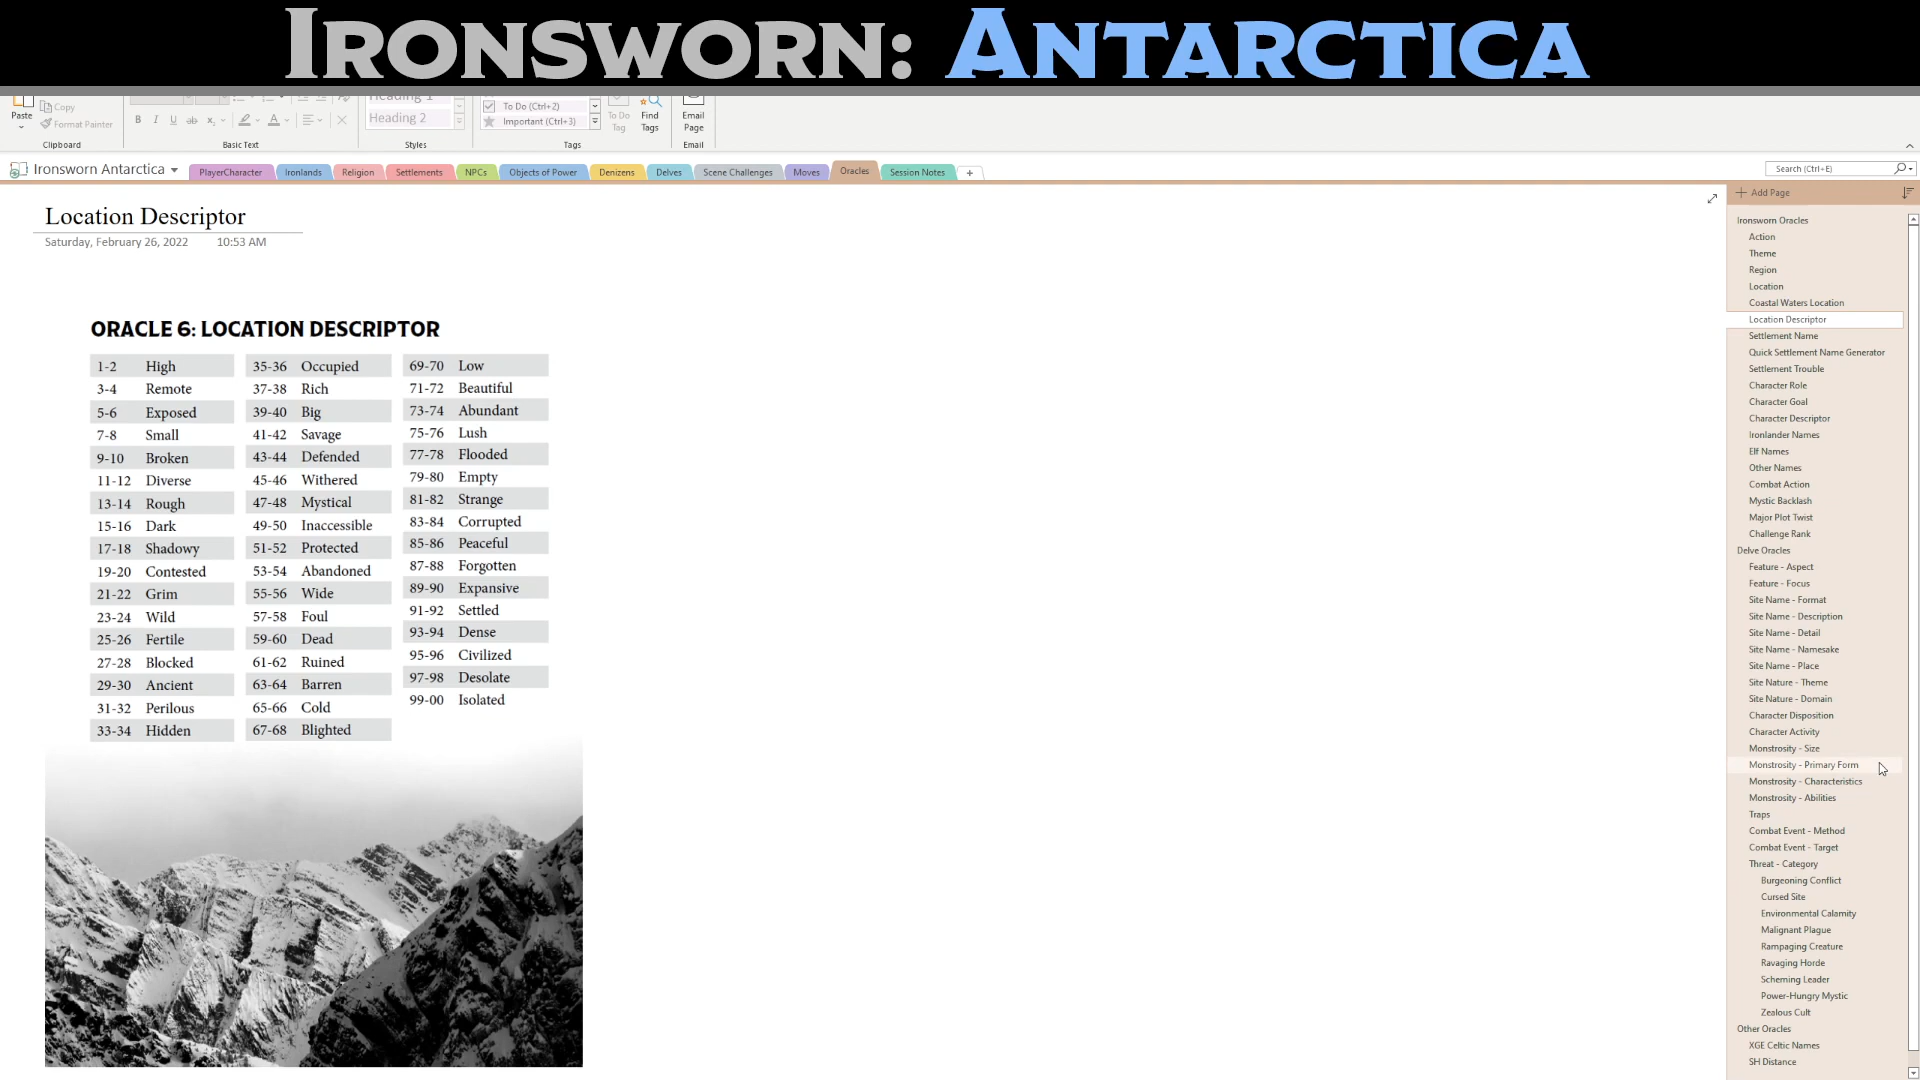 IRONSWORN: ANTARCTICA
Paste
Copy
Format Painter
Clipboard
B I U ab x₂ A
Basic Text
Heading 1
Heading 2
Styles
To Do (Ctrl+2)
Important (Ctrl+3)
To Do Tag
Find Tags
Tags
Email Page
Email
Ironsworn Antarctica
PlayerCharacter Ironlands Religion Settlements NPCs Objects of Power Denizens Delves Scene Challenges Moves Oracles Session Notes
Search (Ctrl+E)
Location Descriptor
Saturday, February 26, 2022 10:53 AM
ORACLE 6: LOCATION DESCRIPTOR
1-2 High
3-4 Remote
5-6 Exposed
7-8 Small
9-10 Broken
11-12 Diverse
13-14 Rough
15-16 Dark
17-18 Shadowy
19-20 Contested
21-22 Grim
23-24 Wild
25-26 Fertile
27-28 Blocked
29-30 Ancient
31-32 Perilous
33-34 Hidden
35-36 Occupied
37-38 Rich
39-40 Big
41-42 Savage
43-44 Defended
45-46 Withered
47-48 Mystical
49-50 Inaccessible
51-52 Protected
53-54 Abandoned
55-56 Wide
57-58 Foul
59-60 Dead
61-62 Ruined
63-64 Barren
65-66 Cold
67-68 Blighted
69-70 Low
71-72 Beautiful
73-74 Abundant
75-76 Lush
77-78 Flooded
79-80 Empty
81-82 Strange
83-84 Corrupted
85-86 Peaceful
87-88 Forgotten
89-90 Expansive
91-92 Settled
93-94 Dense
95-96 Civilized
97-98 Desolate
99-00 Isolated
Add Page
Ironsworn Oracles
Action
Theme
Region
Location
Coastal Waters Location
Location Descriptor
Settlement Name
Quick Settlement Name Generator
Settlement Trouble
Character Role
Character Goal
Character Descriptor
Ironlander Names
Elf Names
Other Names
Combat Action
Mystic Backlash
Major Plot Twist
Challenge Rank
Delve Oracles
Feature - Aspect
Feature - Focus
Site Name - Format
Site Name - Description
Site Name - Detail
Site Name - Namesake
Site Name - Place
Site Nature - Theme
Site Nature - Domain
Character Disposition
Character Activity
Monstrosity - Size
Monstrosity - Primary Form
Monstrosity - Characteristics
Monstrosity - Abilities
Traps
Combat Event - Method
Combat Event - Target
Threat - Category
Burgeoning Conflict
Cursed Site
Environmental Calamity
Malignant Plague
Rampaging Creature
Ravaging Horde
Scheming Leader
Power-Hungry Mystic
Zealous Cult
Other Oracles
XGE Celtic Names
SH Distance